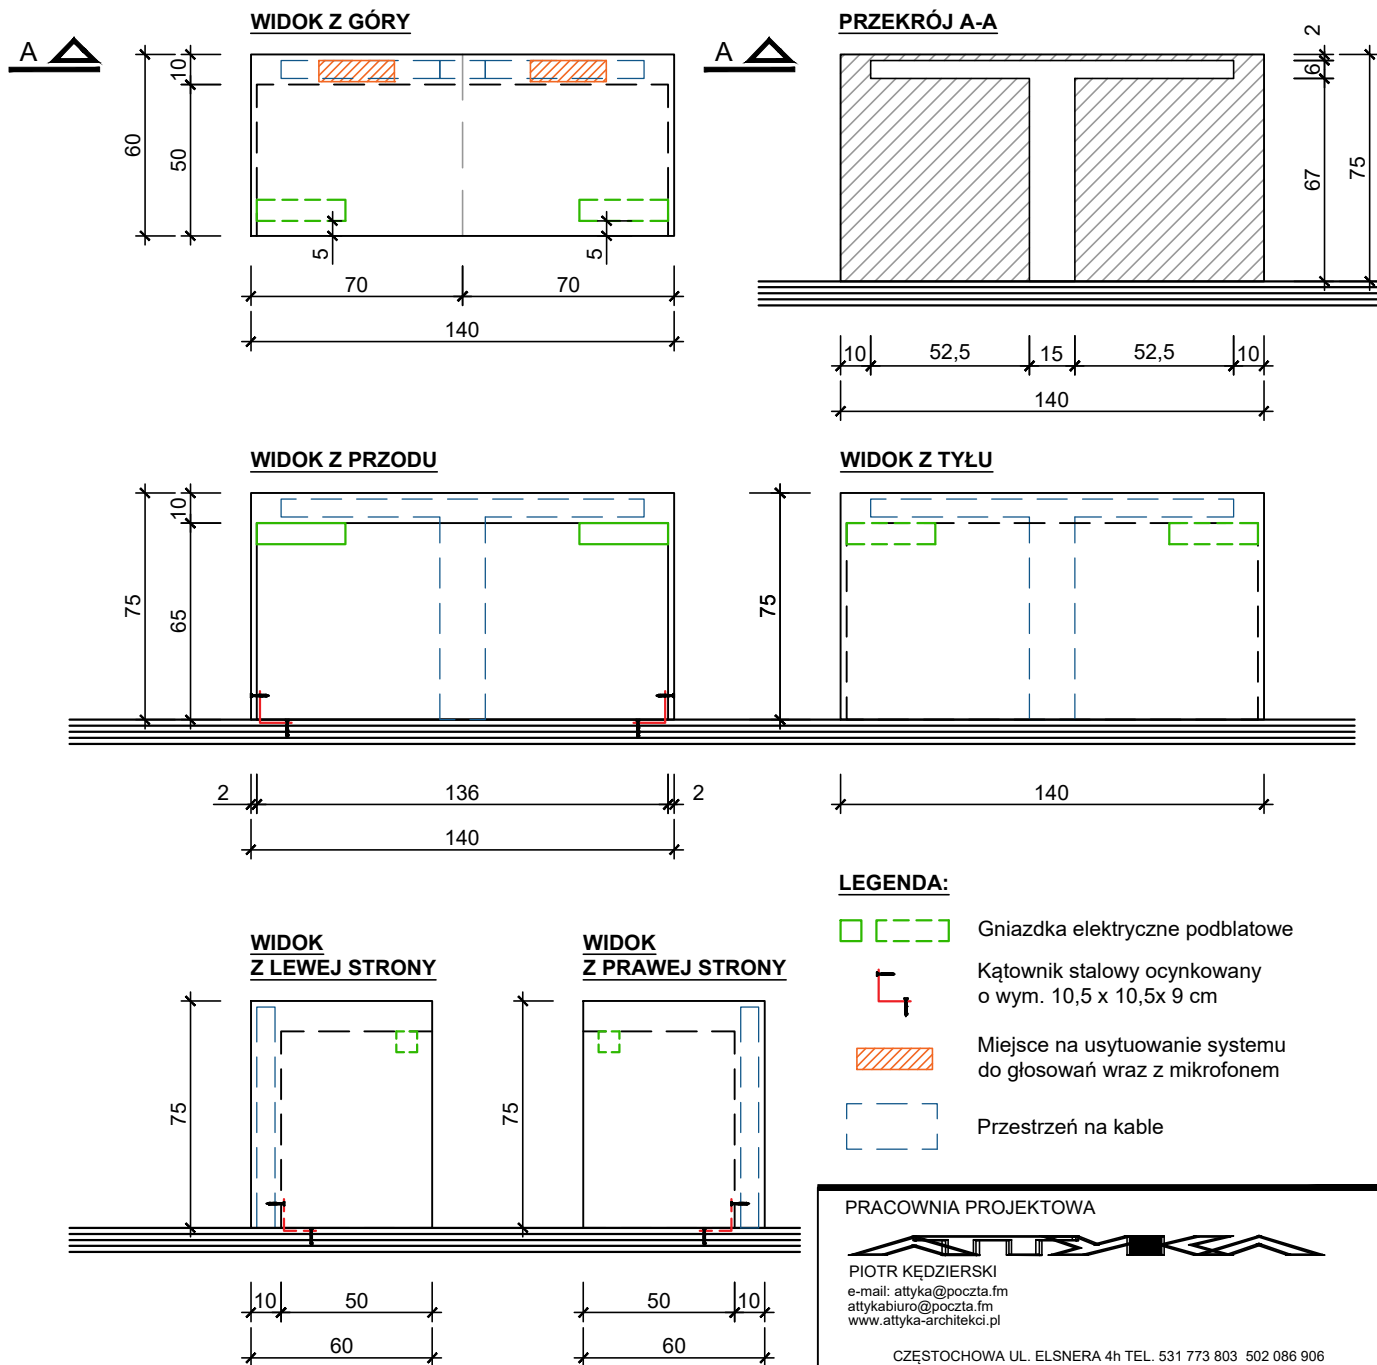 WIDOK Z GÓRY
PRZEKRÓJ A-A
A
A
10
50
60
5
5
70
70
140
2
6
67
75
10
52,5
15
52,5
10
140
WIDOK Z PRZODU
WIDOK Z TYŁU
10
65
75
75
2
136
2
140
140
LEGENDA:
Gniazdka elektryczne podblatowe
Kątownik stalowy ocynkowany
o wym. 10,5 x 10,5x 9 cm
Miejsce na usytuowanie systemu
do głosowań wraz z mikrofonem
Przestrzeń na kable
WIDOK
Z LEWEJ STRONY
WIDOK
Z PRAWEJ STRONY
75
75
10
50
60
50
10
60
PRACOWNIA PROJEKTOWA
ATTYKA
PIOTR KĘDZIERSKI
e-mail: attyka@poczta.fm
attykabiuro@poczta.fm
www.attyka-architekci.pl
CZĘSTOCHOWA UL. ELSNERA 4h TEL. 531 773 803 502 086 906